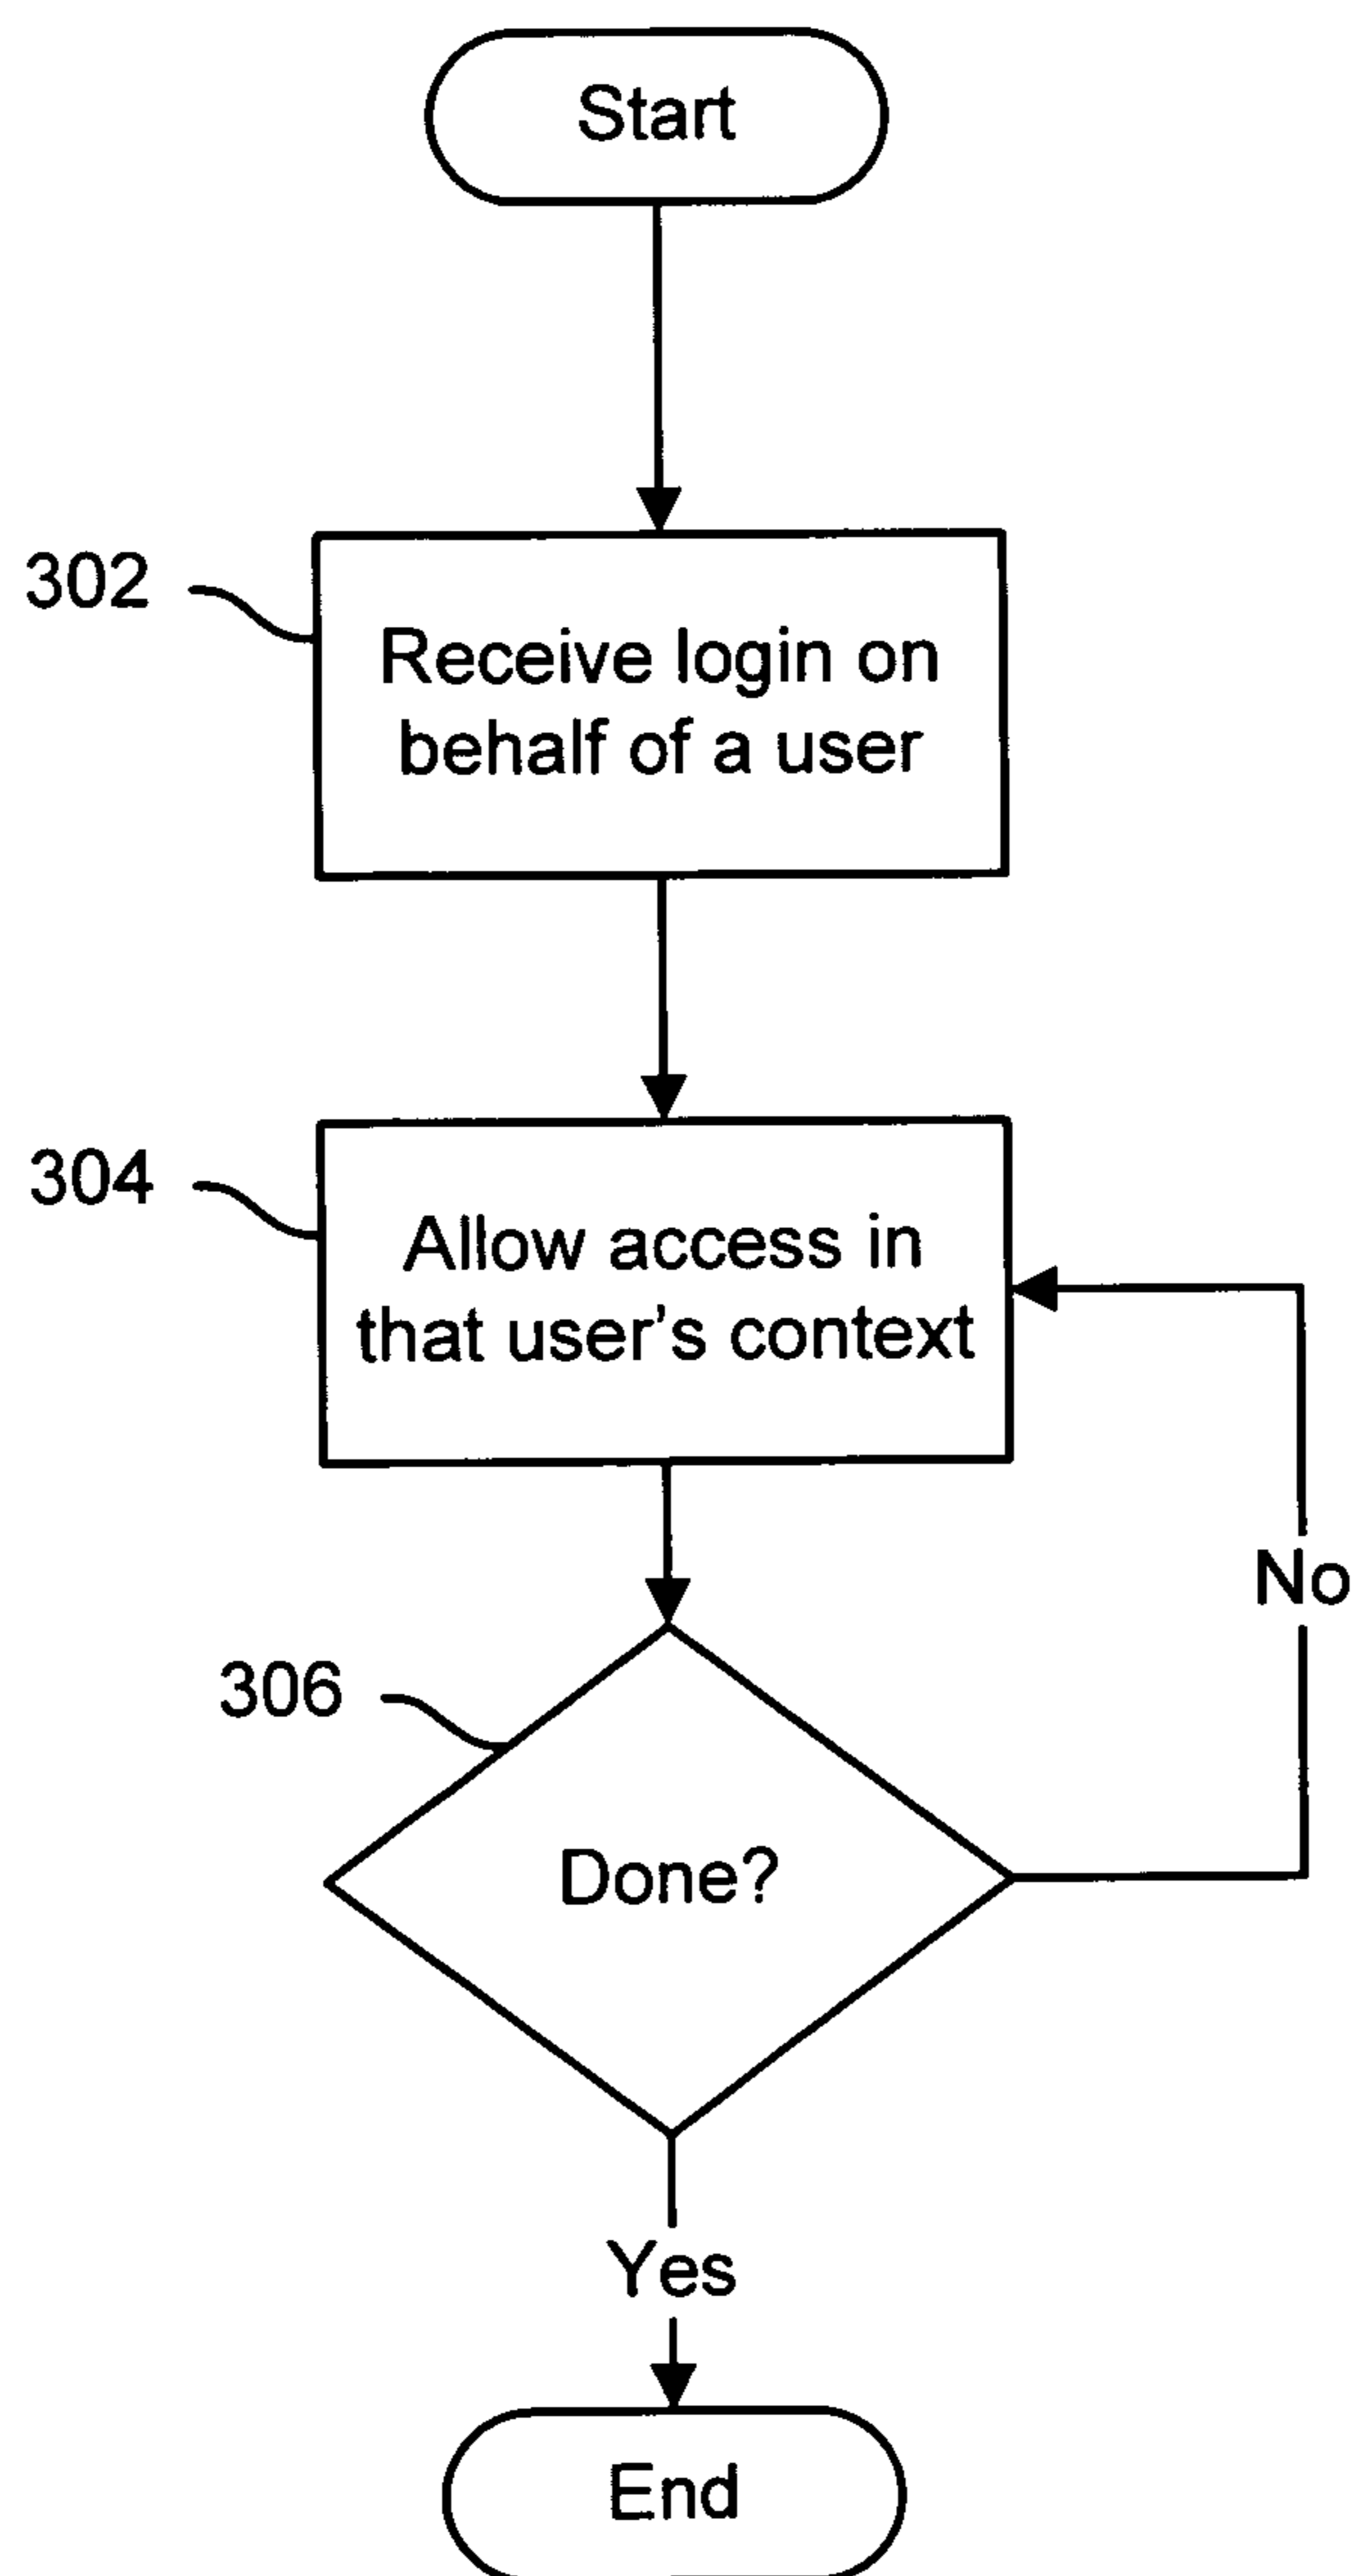 Start
302
Receive login on
behalf of a user
304
Allow access in
that user's context
No
306
Done?
Yes
End